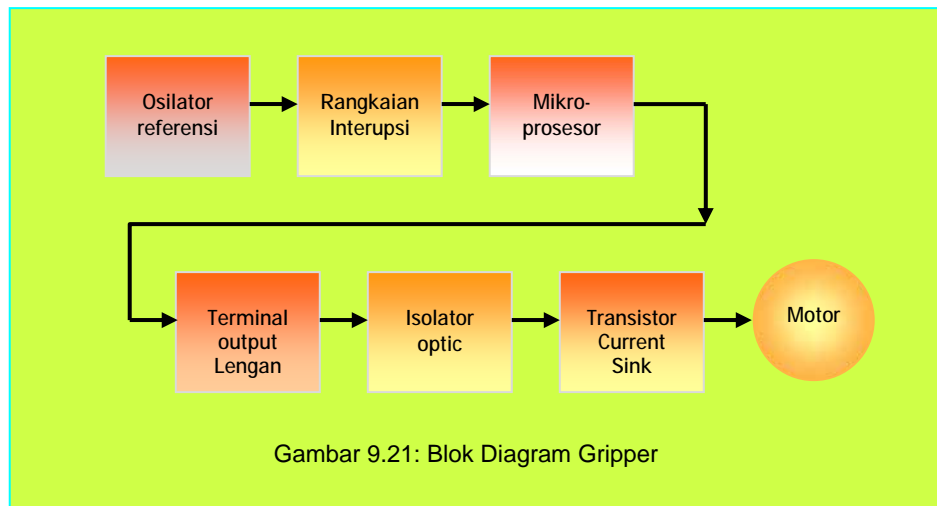 Osilator
referensi
Rangkaian
Interupsi
Mikro-
prosesor
Terminal
output
Lengan
Isolator
optic
Transistor
Current
Sink
Motor
Gambar 9.21: Blok Diagram Gripper